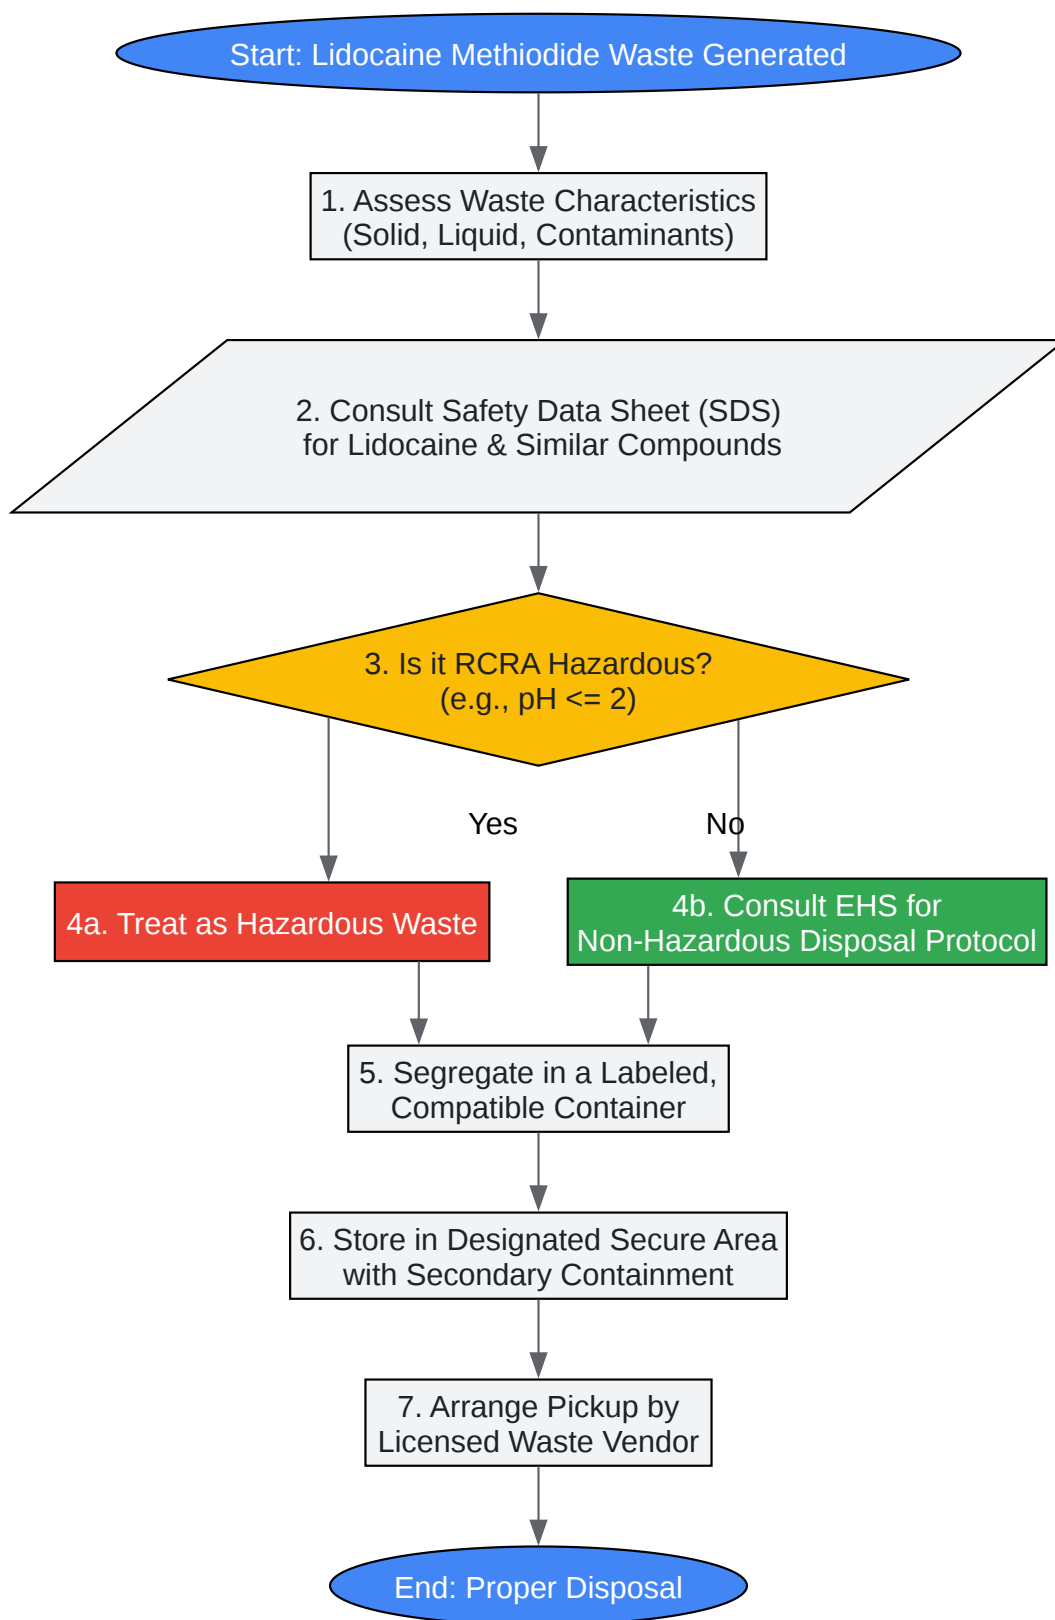 Start: Lidocaine Methiodide Waste Generated
1. Assess Waste Characteristics
(Solid, Liquid, Contaminants)
2. Consult Safety Data Sheet (SDS)
for Lidocaine & Similar Compounds
3. Is it RCRA Hazardous?
(e.g., pH <= 2)
Yes
No
4a. Treat as Hazardous Waste
4b. Consult EHS for
Non-Hazardous Disposal Protocol
5. Segregate in a Labeled,
Compatible Container
6. Store in Designated Secure Area
with Secondary Containment
7. Arrange Pickup by
Licensed Waste Vendor
End: Proper Disposal